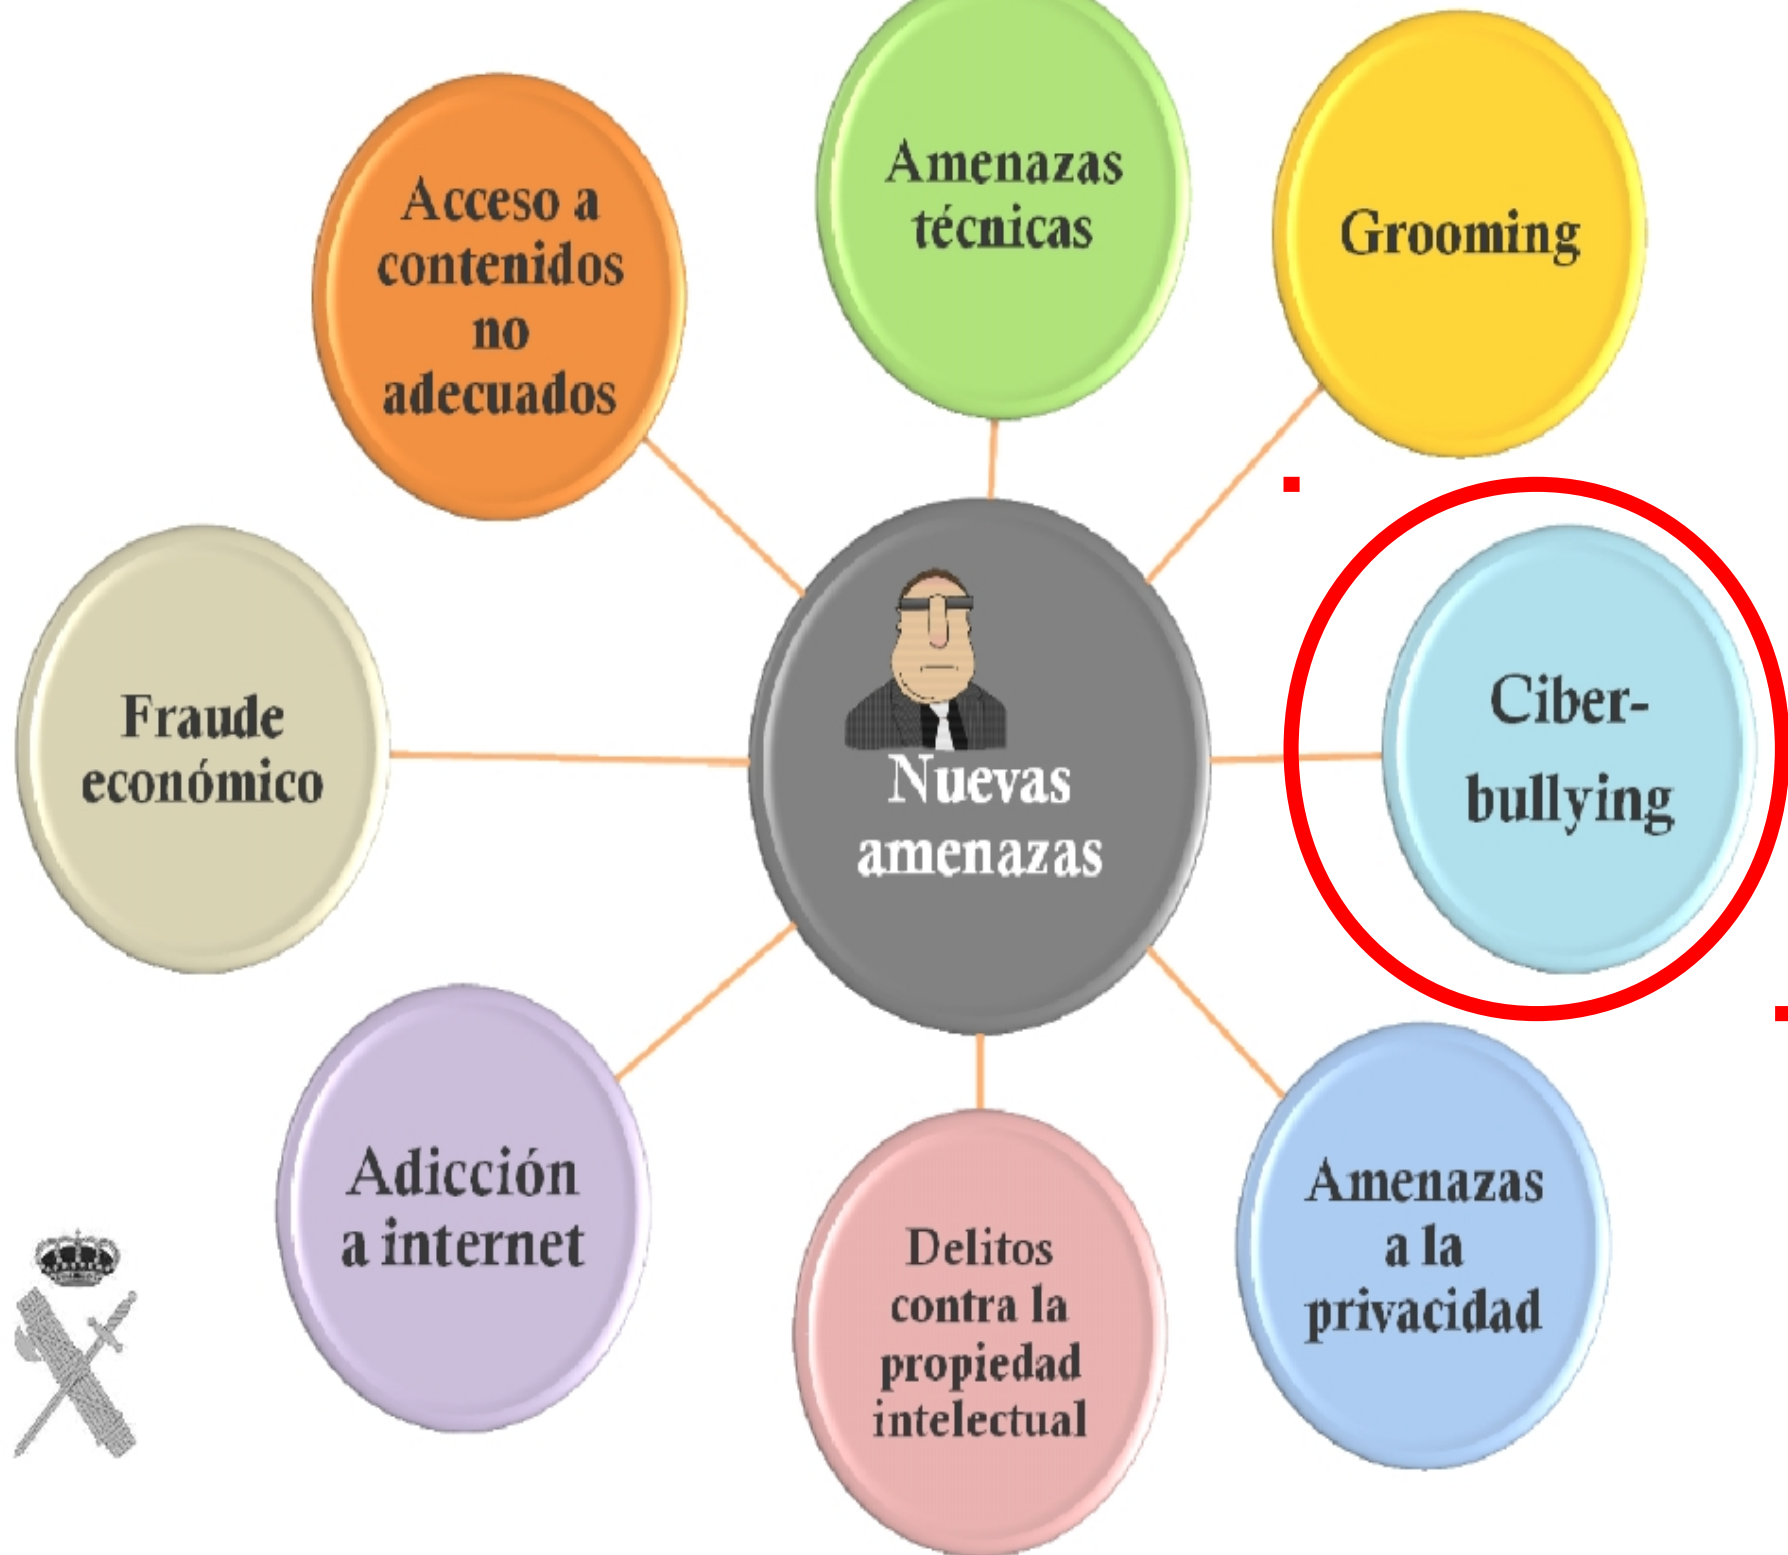 Amenazas
técnicas
Grooming
Acceso a
contenidos
no
adecuados
Ciber-
bullying
Fraude
económico
Nuevas
amenazas
Adicción
a internet
Delitos
contra la
propiedad
intelectual
Amenazas
a la
privacidad